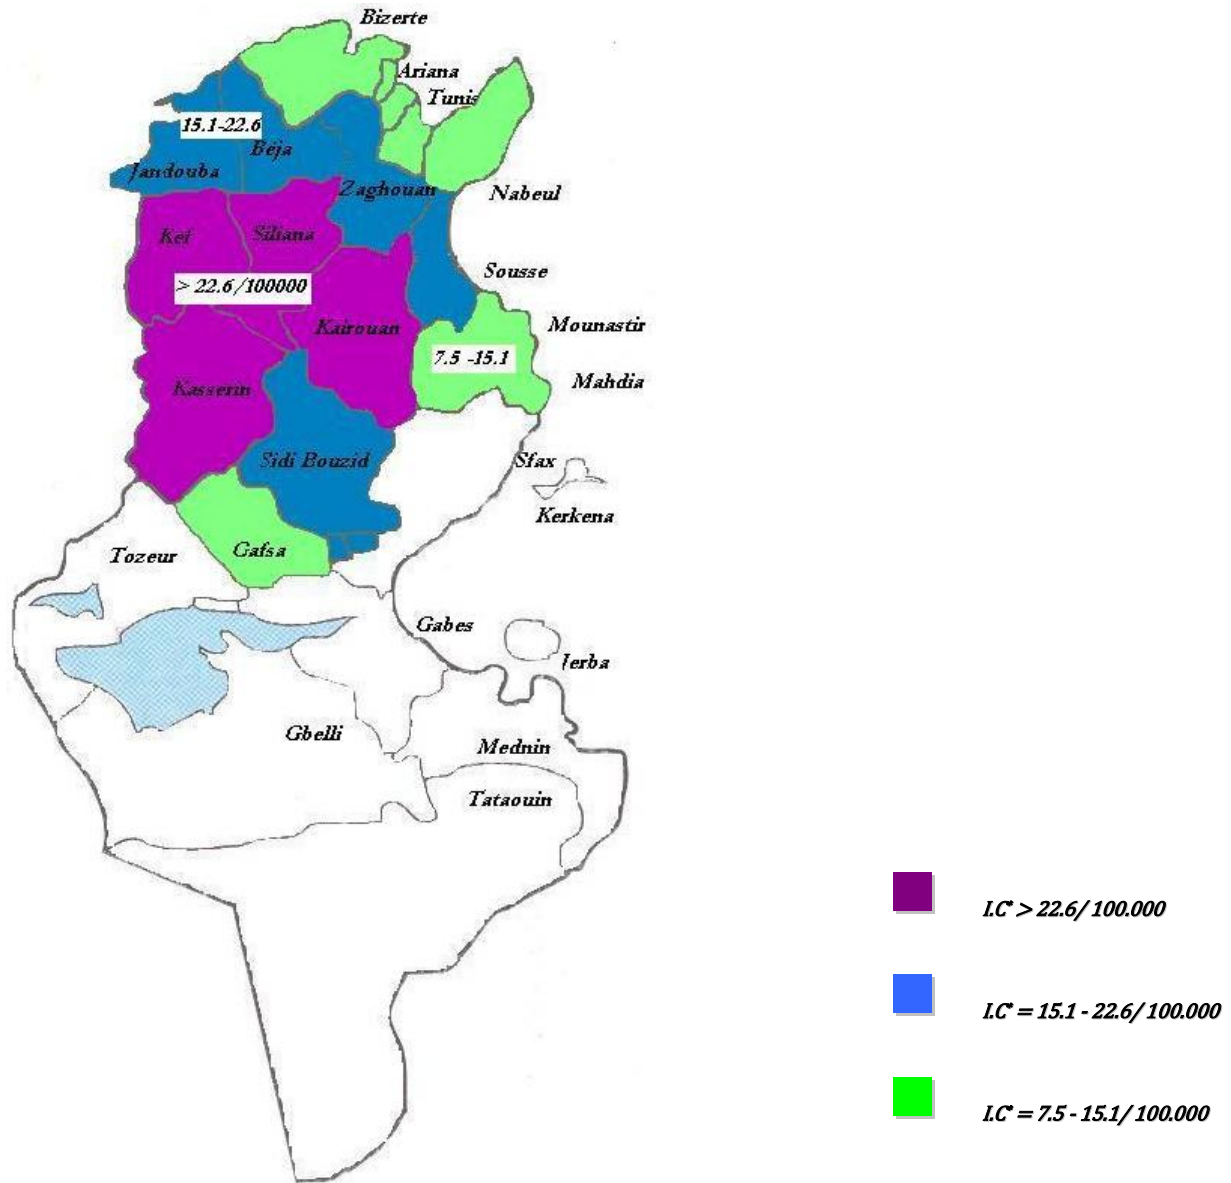 Bizerte
Ariana
Tunis
15.1-22.6
Béja
Jandouba
Zaghouan
Nabeul
Kef
Siliana
Sousse
> 22.6/100000
Kairouan
Mounastir
7.5 -15.1
Mahdia
Kasserin
Sidi Bouzid
Sfax
Kerkena
Tozeur
Gafsa
Gabes
Jerba
Gbelli
Mednin
Tataouin
I.C* > 22.6/ 100.000
I.C* = 15.1 - 22.6/ 100.000
I.C* = 7.5 - 15.1/ 100.000